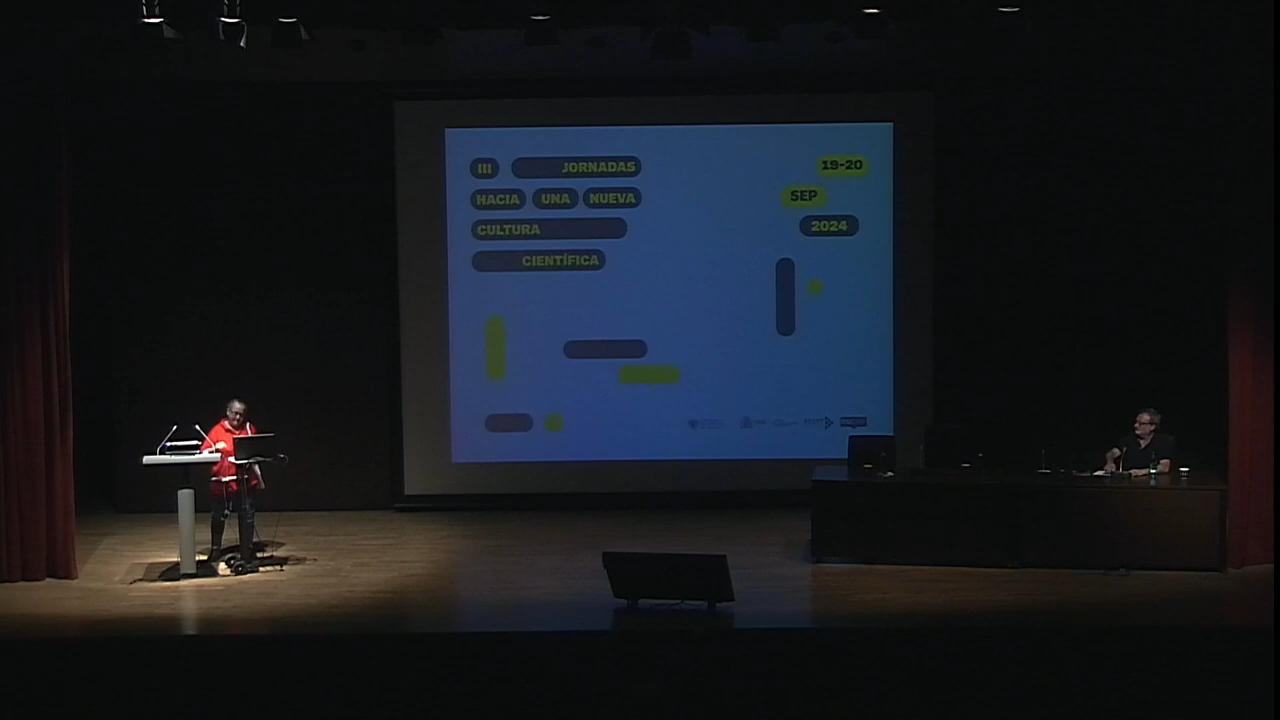 III JORNADAS
HACIA UNA NUEVA
CULTURA
CIENTÍFICA
19-20
SEP
2024